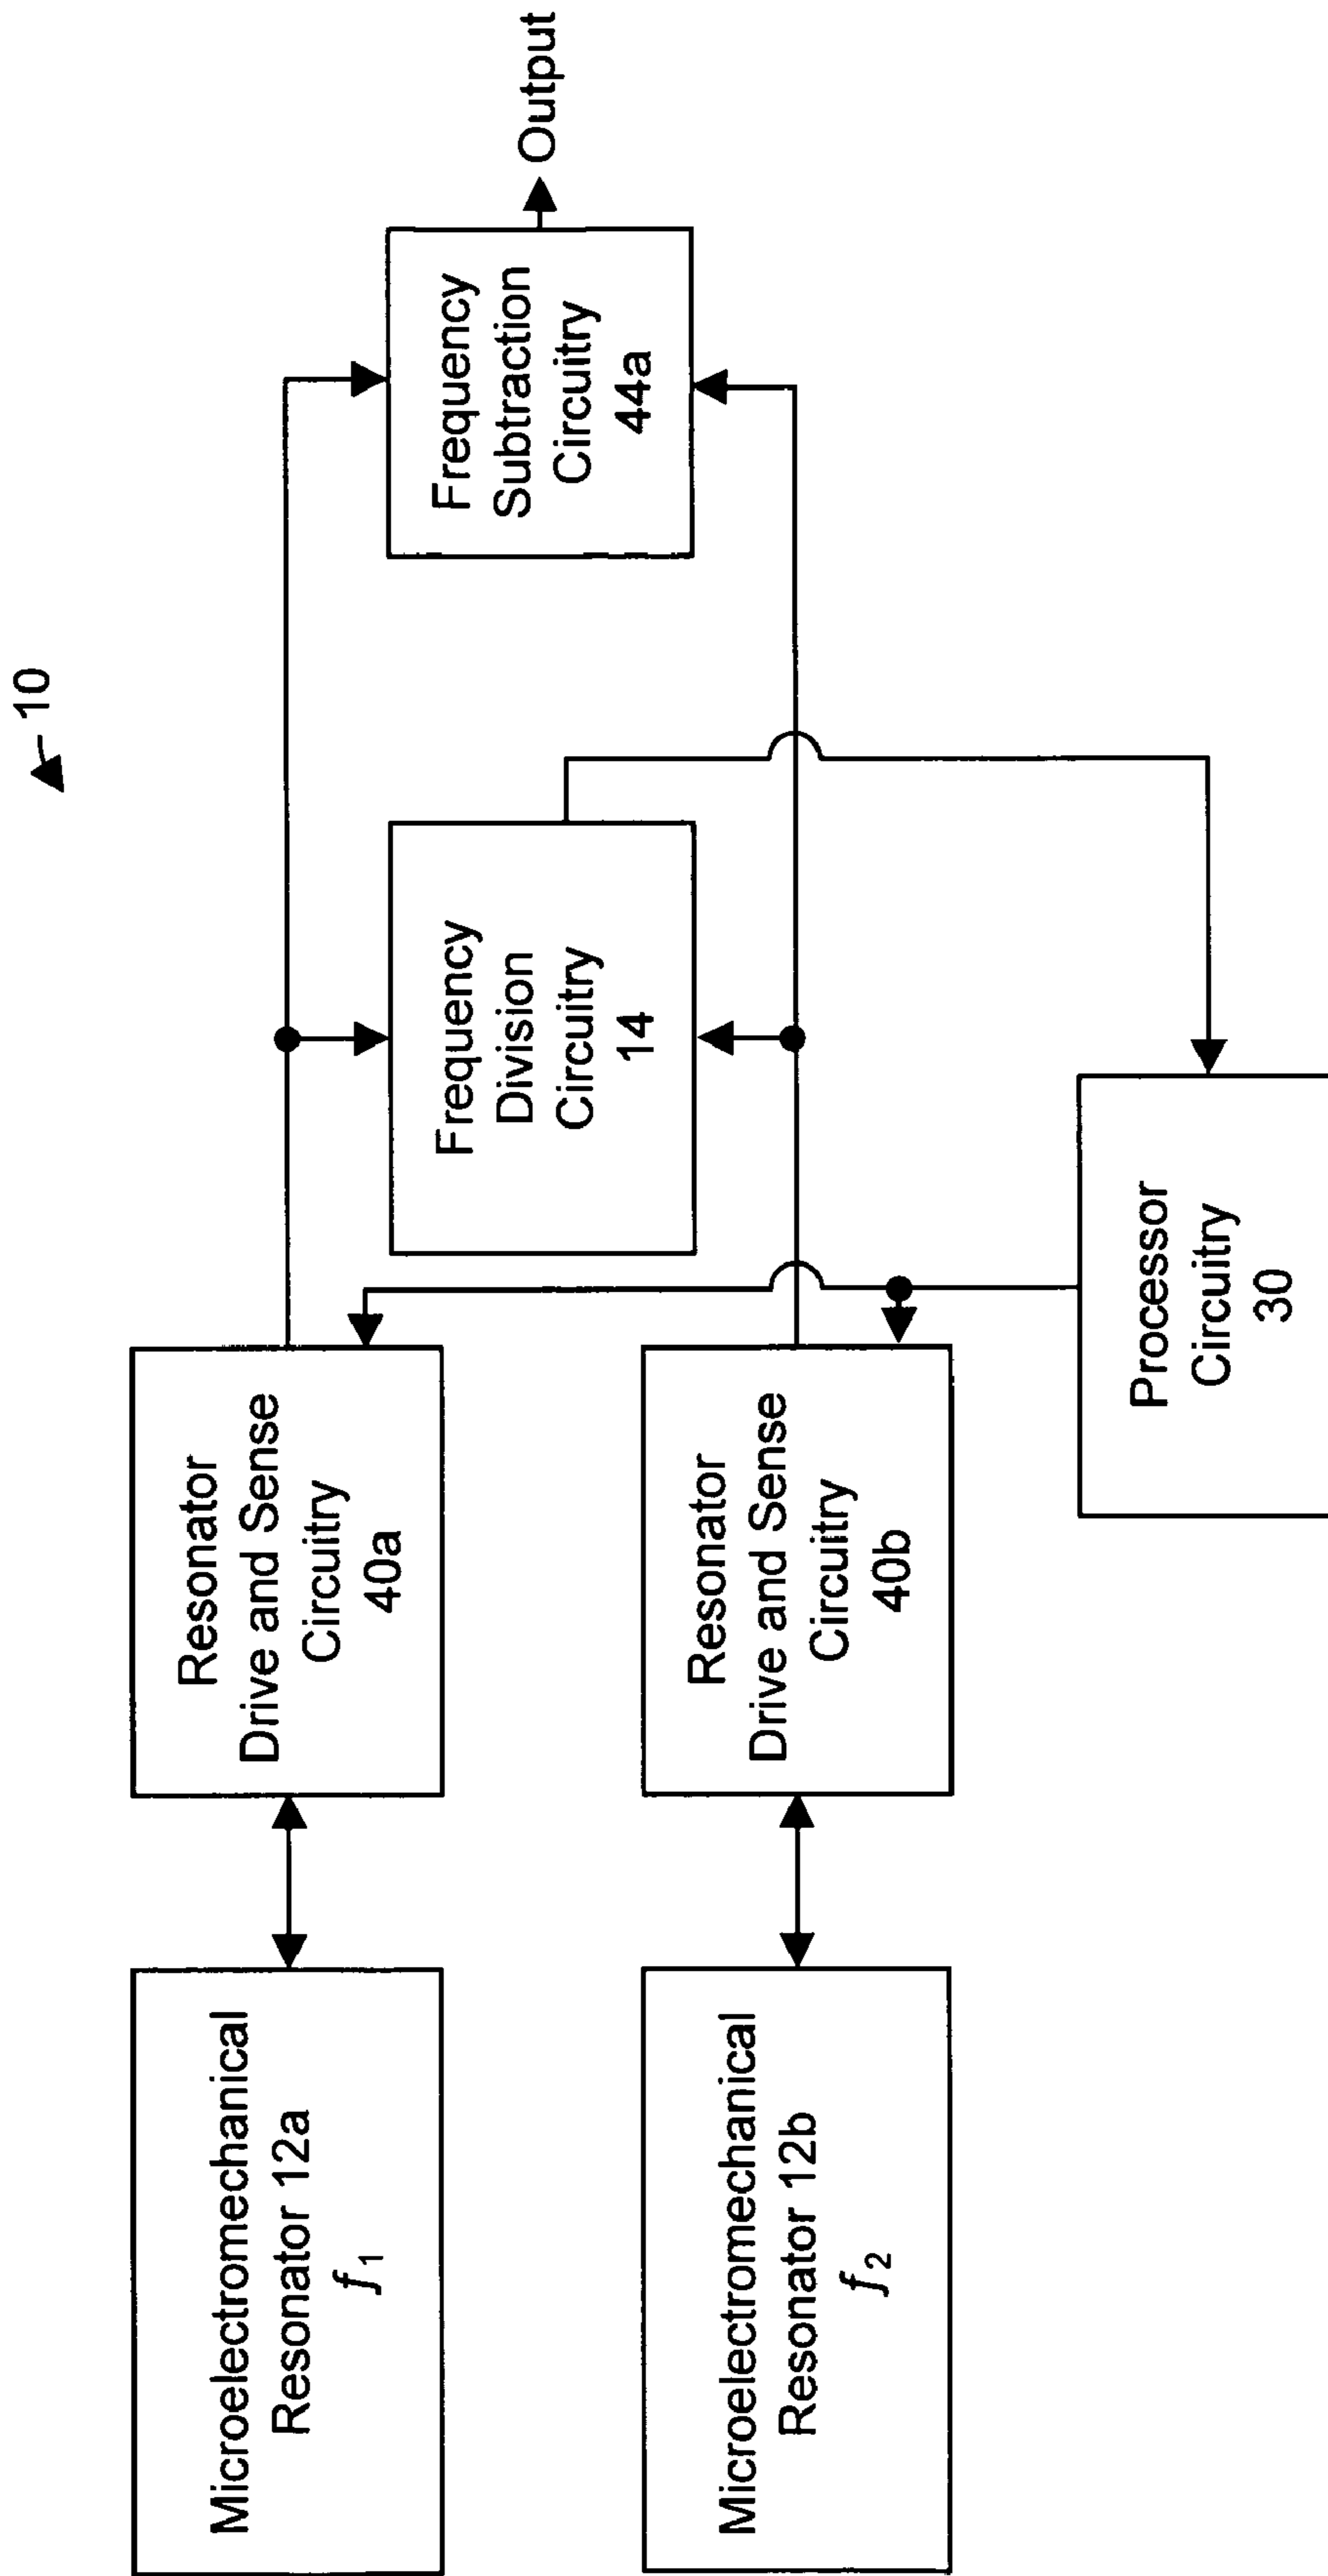 10
Microelectromechanical
Resonator 12a
f1
Resonator
Drive and Sense
Circuitry
40a
Frequency
Division
Circuitry
14
Frequency
Subtraction
Circuitry
44a
Output
Microelectromechanical
Resonator 12b
f2
Resonator
Drive and Sense
Circuitry
40b
Processor
Circuitry
30